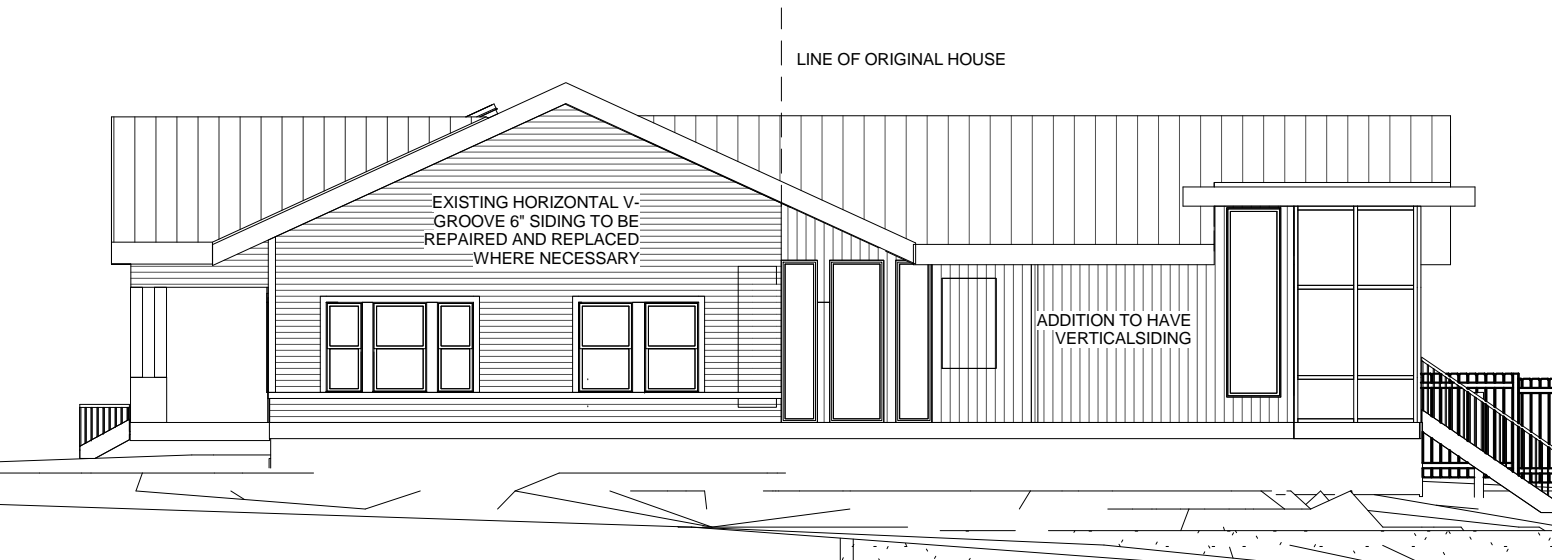 LINE OF ORIGINAL HOUSE
EXISTING HORIZONTAL V-
GROOVE 6" SIDING TO BE
REPAIRED AND REPLACED
WHERE NECESSARY
ADDITION TO HAVE
VERTICALSIDING